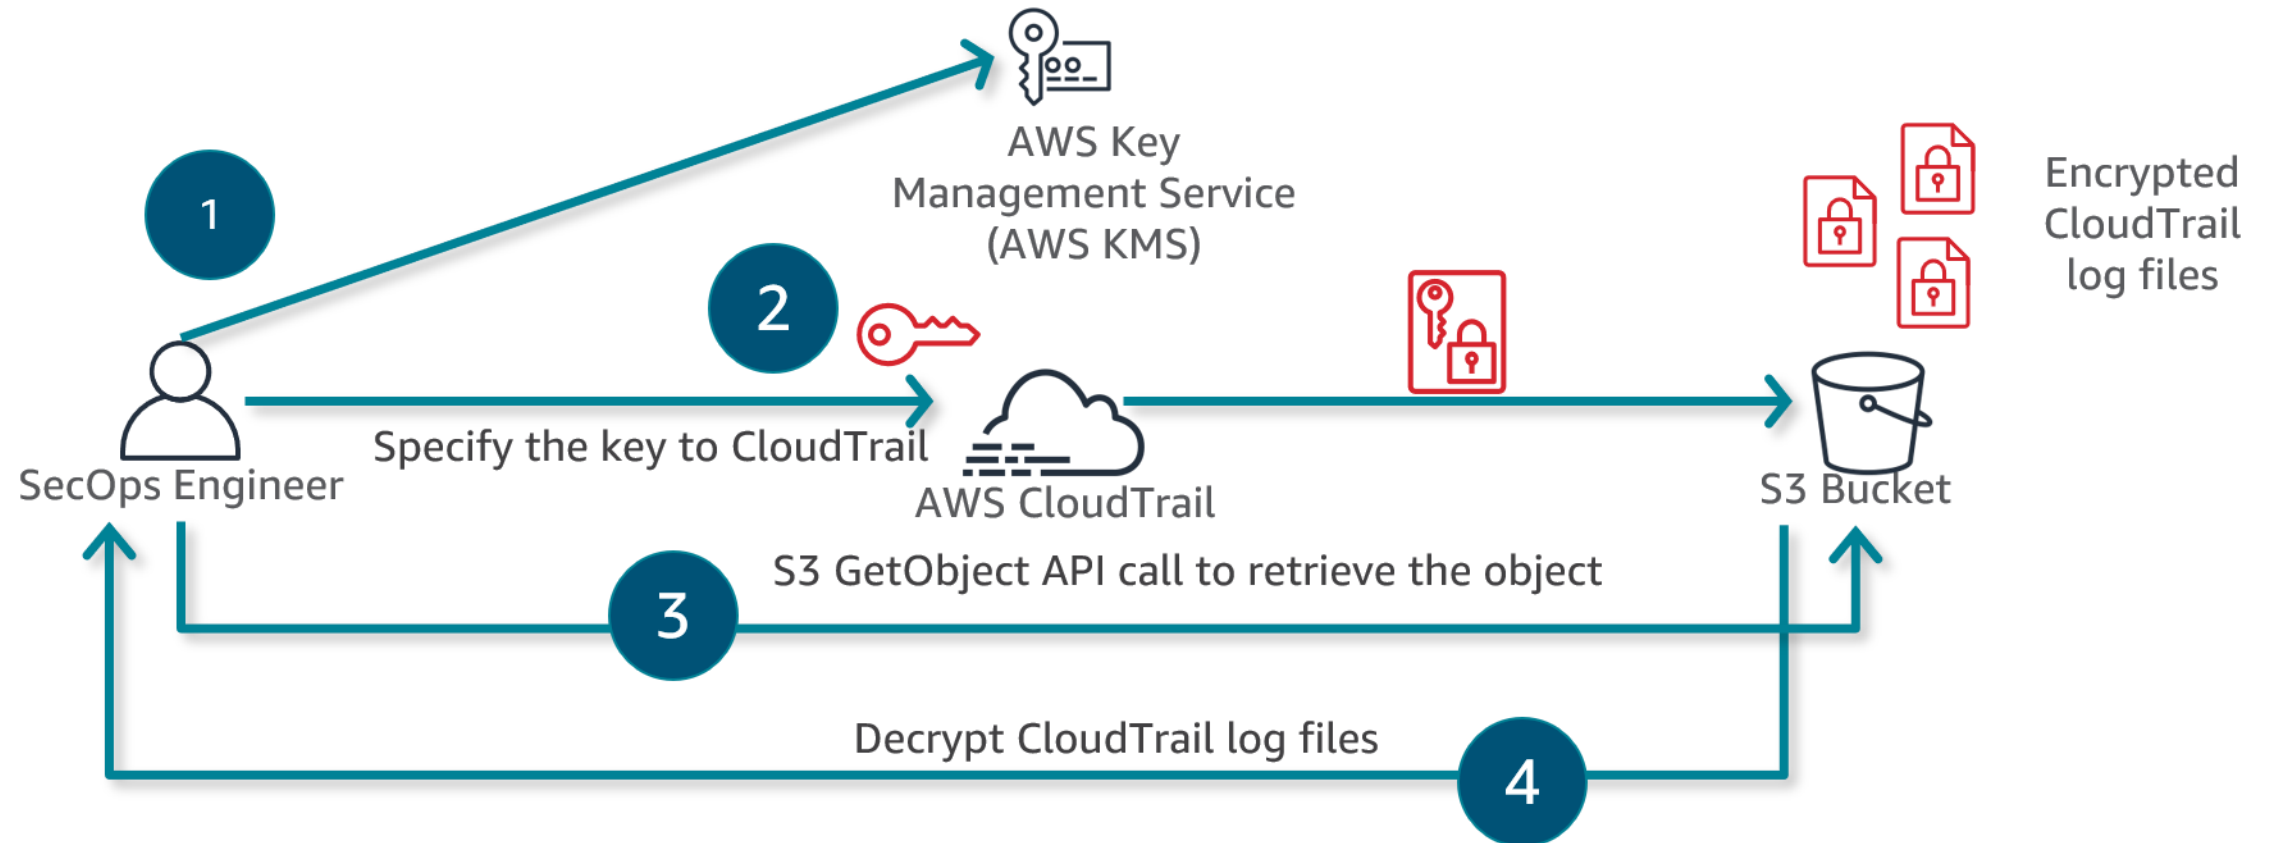 1
AWS Key
Management Service
(AWS KMS)
Encrypted
CloudTrail
log files
2
Specify the key to CloudTrail
SecOps Engineer
AWS CloudTrail
S3 Bucket
S3 GetObject API call to retrieve the object
3
Decrypt CloudTrail log files
4